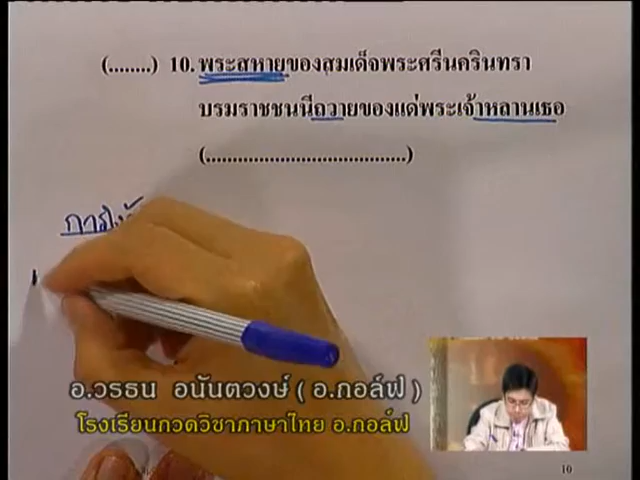 (........) 10. พระสหายของสมเด็จพระศรีนครินทรา
บรมราชชนนีถวายของแด่พระเจ้าหลานเธอ
(..............................................)
อ.วรธน อนันตวงษ์ ( อ.กอล์ฟ )
โรงเรียนกวดวิชาภาษาไทย อ.กอล์ฟ
10